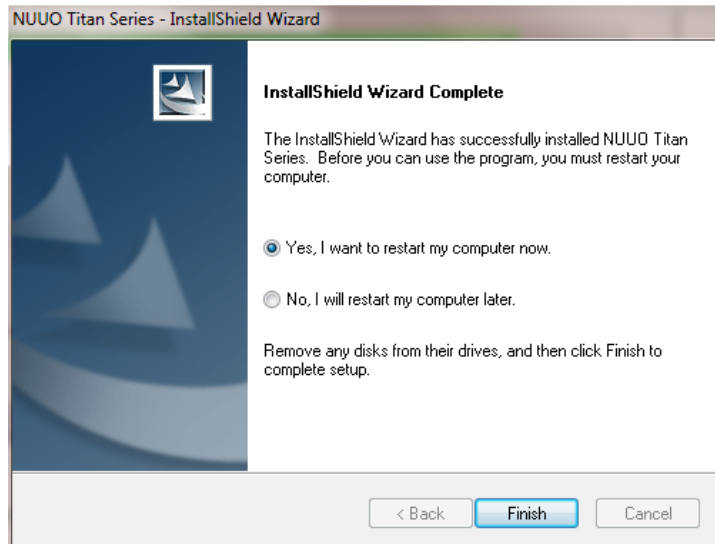 NUUO Titan Series - InstallShield Wizard
InstallShield Wizard Complete
The InstallShield Wizard has successfully installed NUUO Titan
Series. Before you can use the program, you must restart your
computer.
Yes, I want to restart my computer now.
No, I will restart my computer later.
Remove any disks from their drives, and then click Finish to
complete setup.
< Back
Finish
Cancel